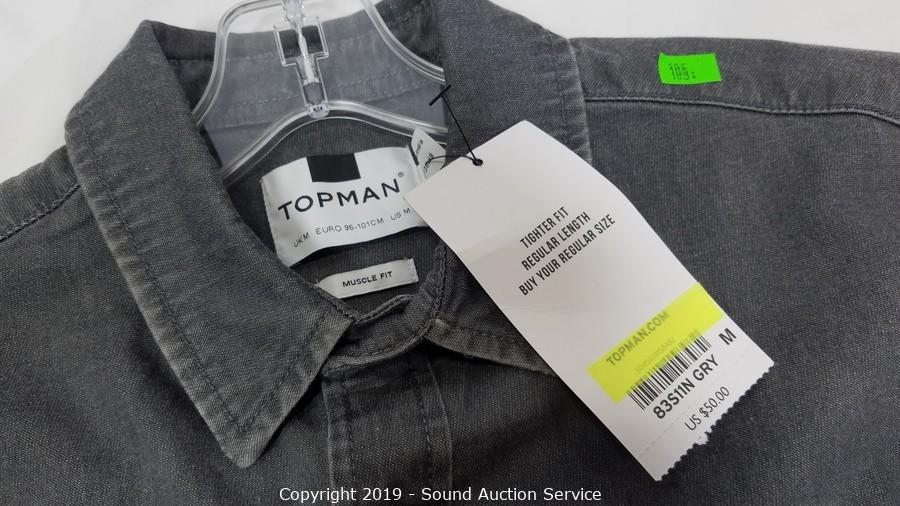 185:
TOPMAN®
UK M EURO 96-101CM US M
MUSCLE FIT
TIGHTER FIT
REGULAR LENGTH
BUY YOUR REGULAR SIZE
TOPMAN.COM
83S11N GRY M
US $50.00
Copyright 2019 - Sound Auction Service